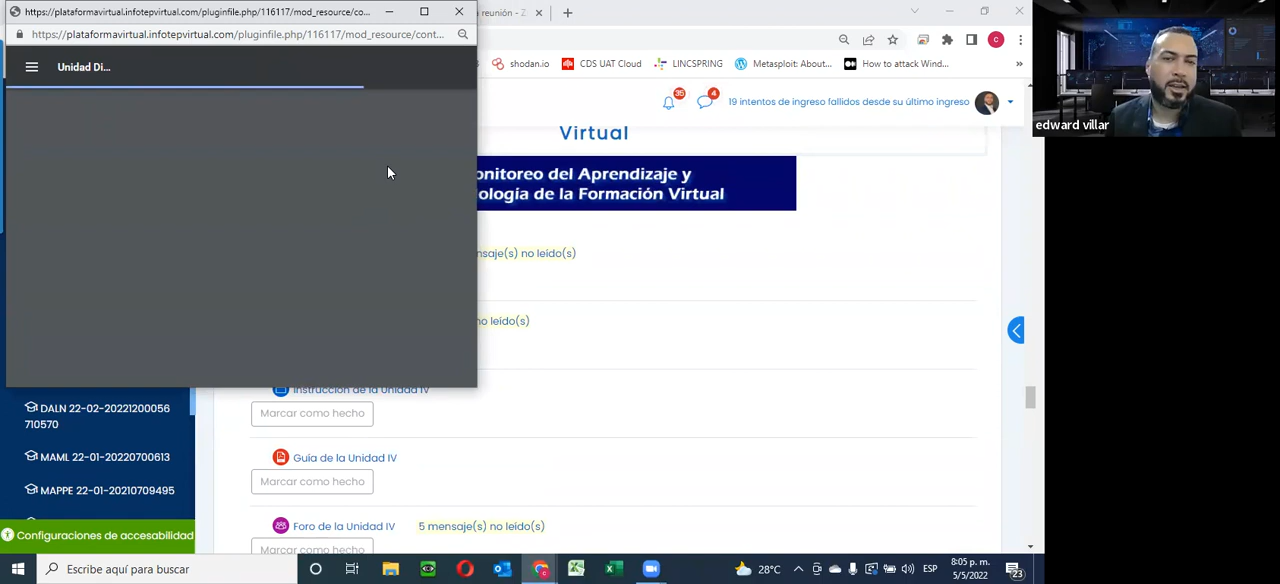 https://plataformavirtual.infotepvirtual.com/pluginfile.php/116117/mod_resource/co...
reunión - Z
https://plataformavirtual.infotepvirtual.com/pluginfile.php/116117/mod_resource/cont...
Unidad Di...
shodan.io
CDS UAT Cloud
LINCSPRING
Metasploit: About...
How to attack Wind...
»
35
4
19 intentos de ingreso fallidos desde su último ingreso
edward villar
Virtual
onitoreo del Aprendizaje y
ología de la Formación Virtual
nsaje(s) no leído(s)
no leído(s)
Instrucción de la Unidad IV
Marcar como hecho
Guía de la Unidad IV
Marcar como hecho
Foro de la Unidad IV
5 mensaje(s) no leído(s)
Marcar como hecho
DALN 22-02-20221200056
710570
MAML 22-01-20220700613
MAPPE 22-01-20210709495
Configuraciones de accesabilidad
Escribe aquí para buscar
28°C
ESP
8:05 p. m.
5/5/2022
23